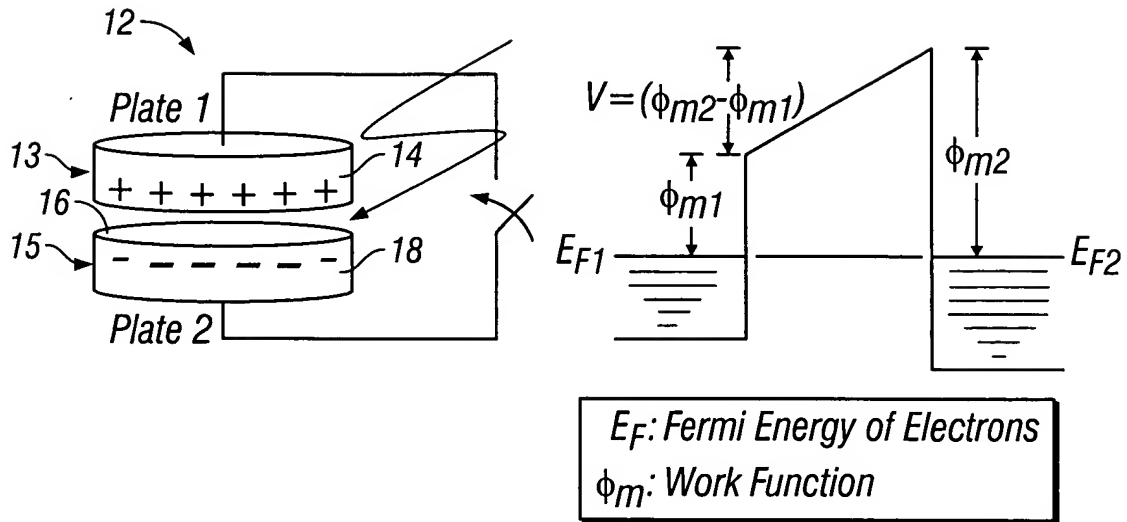 12
Plate 1
13
14
16
15
18
Plate 2
V=(ϕm2-ϕm1)
ϕm1
ϕm2
EF1
EF2
EF: Fermi Energy of Electrons
ϕm: Work Function